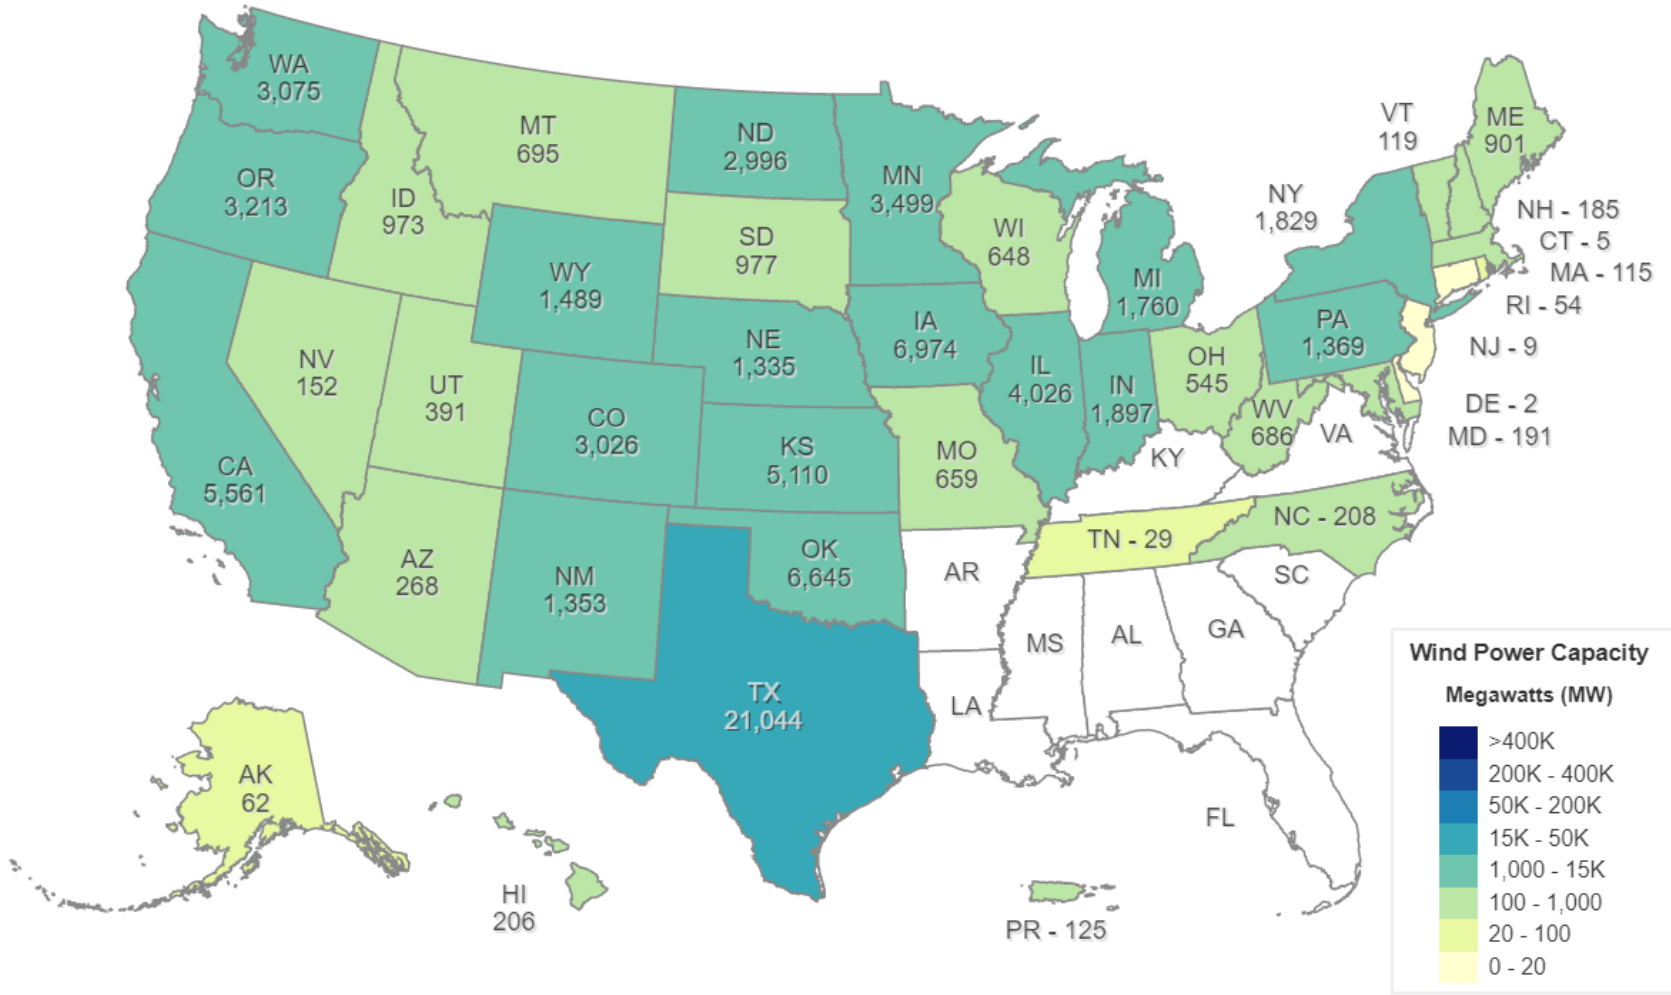 WA
3,075
MT
695
ND
2,996
MN
3,499
VT
119
ME
901
OR
3,213
ID
973
SD
977
WI
648
NY
1,829
NH - 185
CT - 5
MA - 115
RI - 54
WY
1,489
MI
1,760
NE
1,335
IA
6,974
PA
1,369
NJ - 9
NV
152
UT
391
CO
3,026
IL
4,026
IN
1,897
OH
545
WV
686
VA
DE - 2
MD - 191
CA
5,561
KS
5,110
MO
659
KY
AZ
268
NM
1,353
OK
6,645
AR
TN - 29
NC - 208
SC
MS
AL
GA
TX
21,044
LA
FL
AK
62
HI
206
PR - 125
Wind Power Capacity
Megawatts (MW)
>400K
200K - 400K
50K - 200K
15K - 50K
1,000 - 15K
100 - 1,000
20 - 100
0 - 20